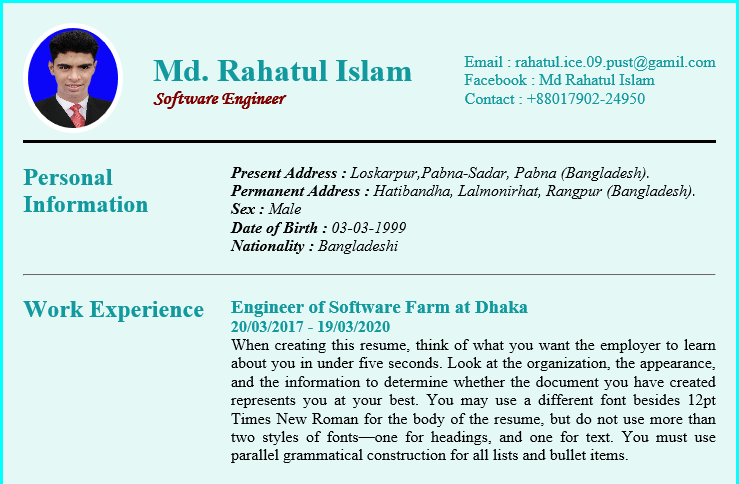 Md. Rahatul Islam
Software Engineer
Email : rahatul.ice.09.pust@gamil.com
Facebook : Md Rahatul Islam
Contact : +88017902-24950
Personal
Information
Present Address : Loskarpur,Pabna-Sadar, Pabna (Bangladesh).
Permanent Address : Hatibandha, Lalmonirhat, Rangpur (Bangladesh).
Sex : Male
Date of Birth : 03-03-1999
Nationality : Bangladeshi
Work Experience
Engineer of Software Farm at Dhaka
20/03/2017 - 19/03/2020
When creating this resume, think of what you want the employer to learn
about you in under five seconds. Look at the organization, the appearance,
and the information to determine whether the document you have created
represents you at your best. You may use a different font besides 12pt
Times New Roman for the body of the resume, but do not use more than
two styles of fonts—one for headings, and one for text. You must use
parallel grammatical construction for all lists and bullet items.